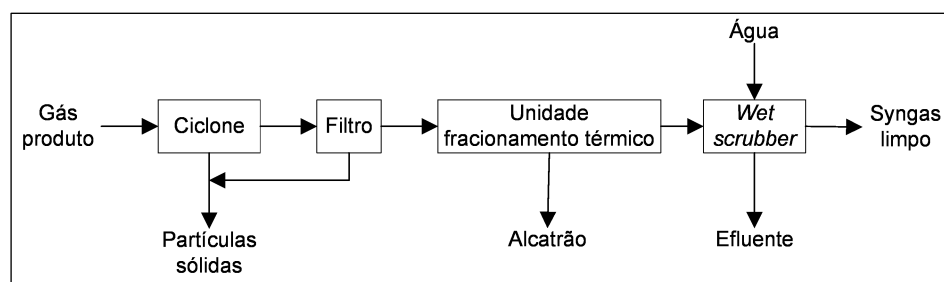 Água
Gás
produto
Ciclone
Filtro
Unidade
fracionamento térmico
Wet
scrubber
Syngas
limpo
Partículas
sólidas
Alcatrão
Efluente